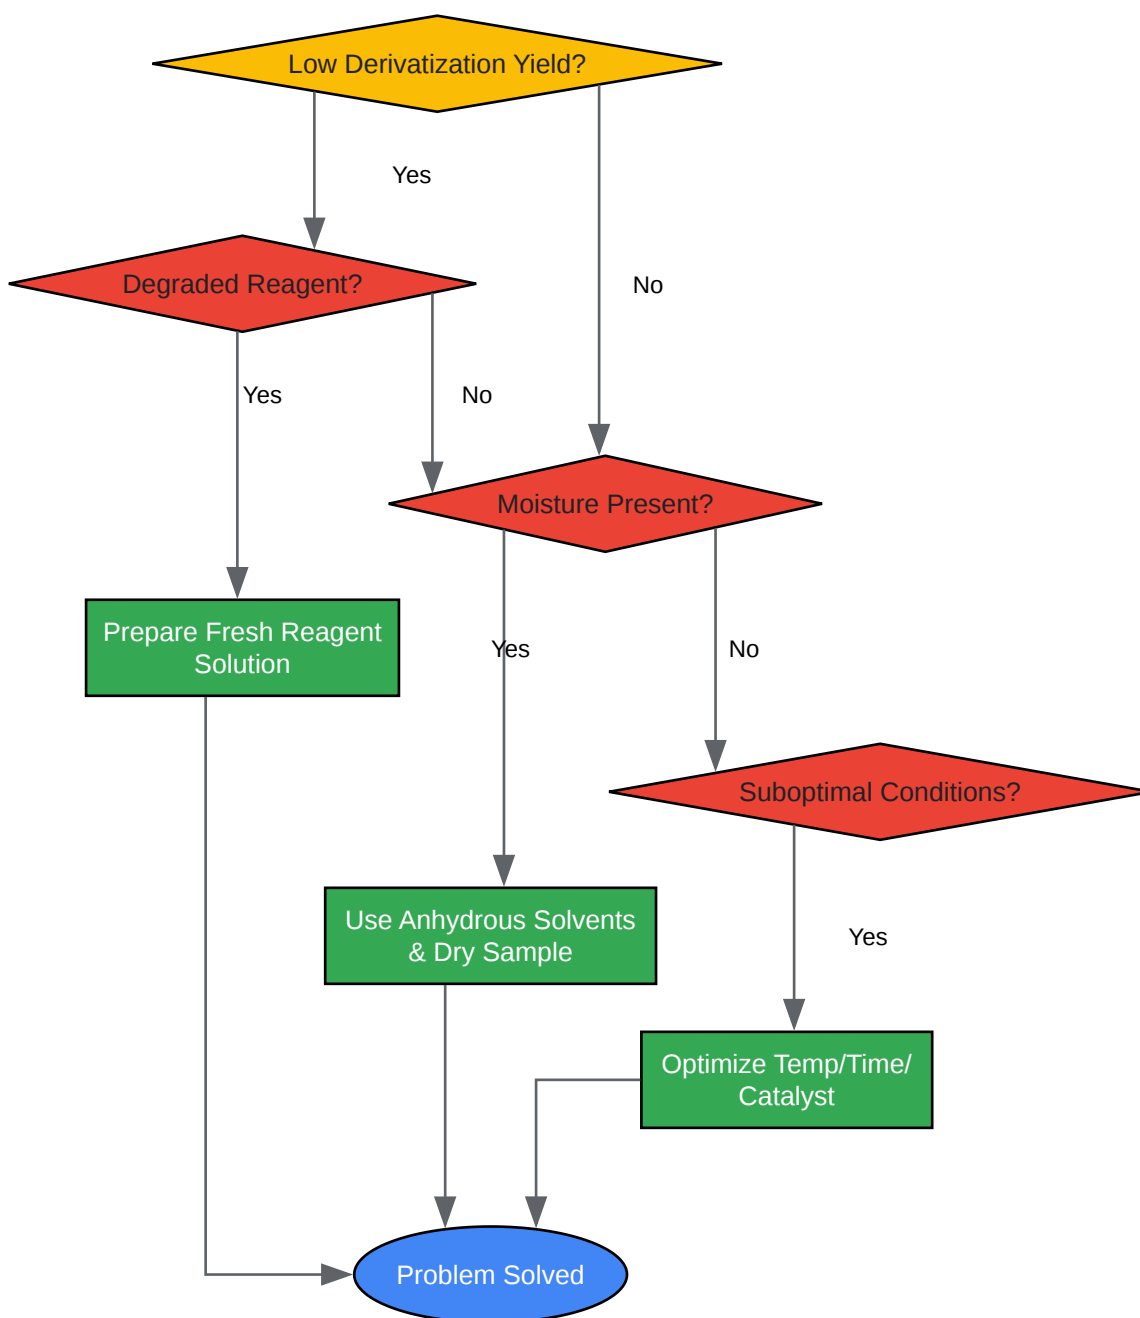 Low Derivatization Yield?
Yes
Degraded Reagent?
No
Yes
No
Moisture Present?
Prepare Fresh Reagent
Solution
Yes
No
Suboptimal Conditions?
Use Anhydrous Solvents
& Dry Sample
Yes
Optimize Temp/Time/
Catalyst
Problem Solved